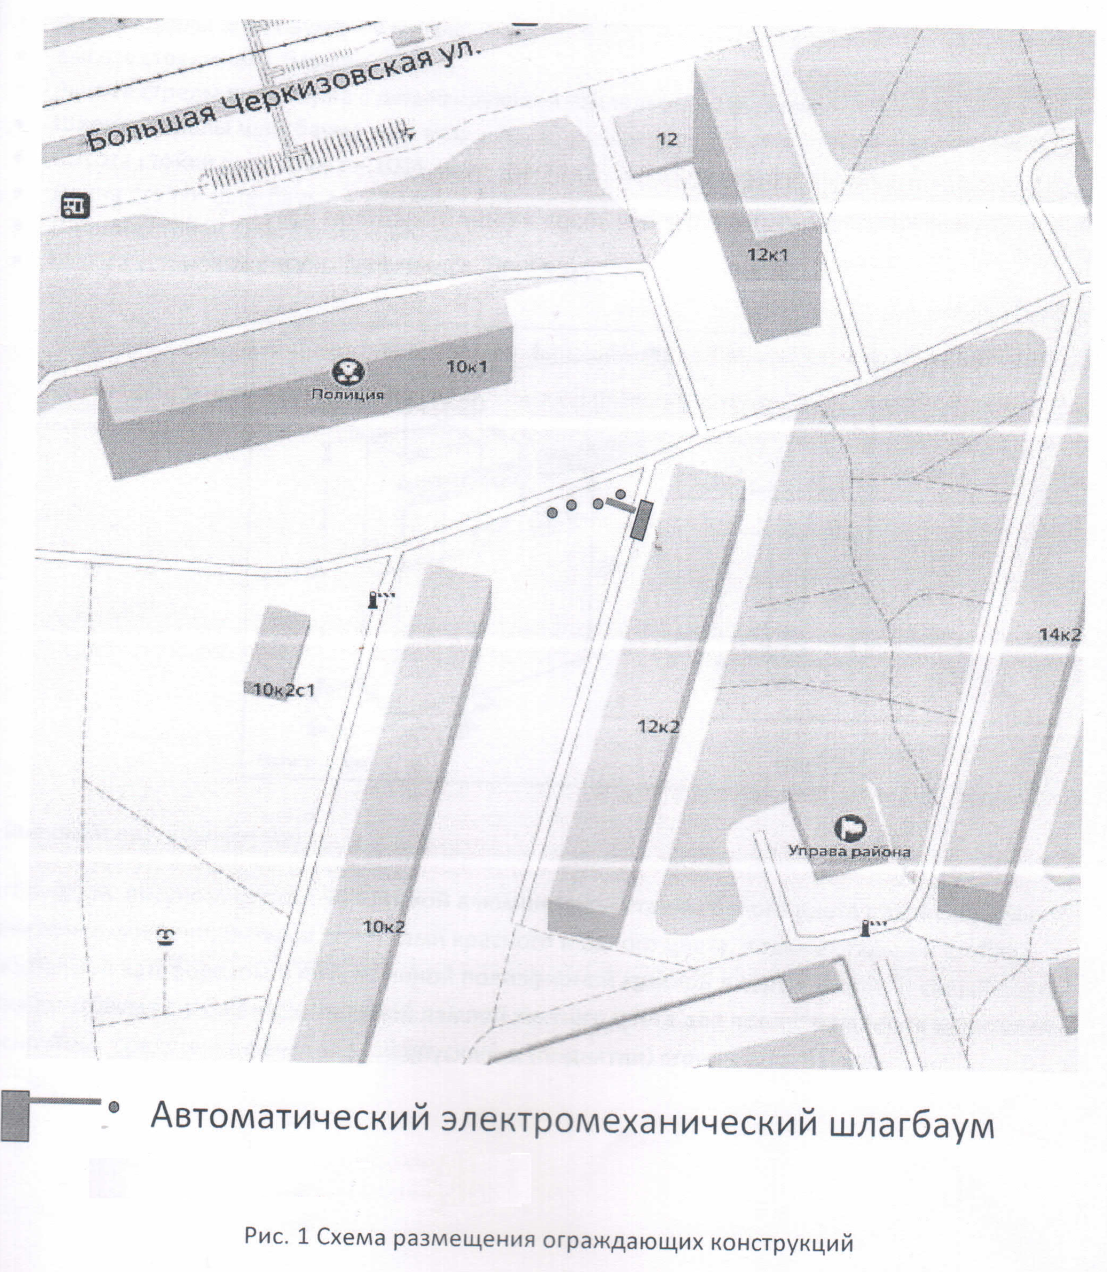 Большая Черкизовская ул.
12
12к1
10к1
Полиция
14к2
10к2с1
12к2
Управа района
10к2
Автоматический электромеханический шлагбаум
Рис. 1 Схема размещения ограждающих конструкций